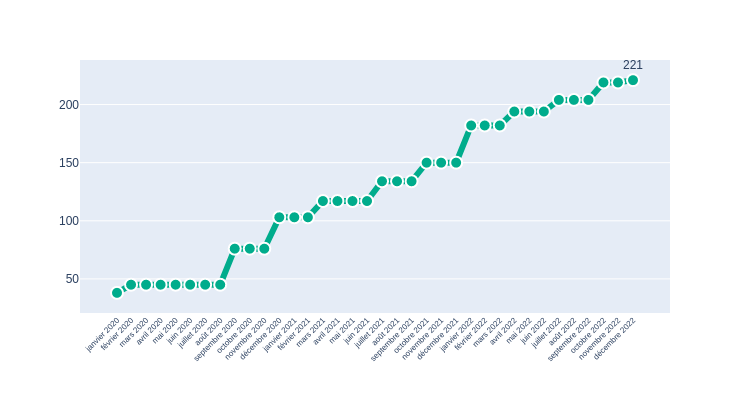 221
200
150
100
50
janvier 2020
février 2020
mars 2020
avril 2020
mai 2020
juin 2020
juillet 2020
août 2020
septembre 2020
octobre 2020
novembre 2020
décembre 2020
janvier 2021
février 2021
mars 2021
avril 2021
mai 2021
juin 2021
juillet 2021
août 2021
septembre 2021
octobre 2021
novembre 2021
décembre 2021
janvier 2022
février 2022
mars 2022
avril 2022
mai 2022
juin 2022
juillet 2022
août 2022
septembre 2022
octobre 2022
novembre 2022
décembre 2022